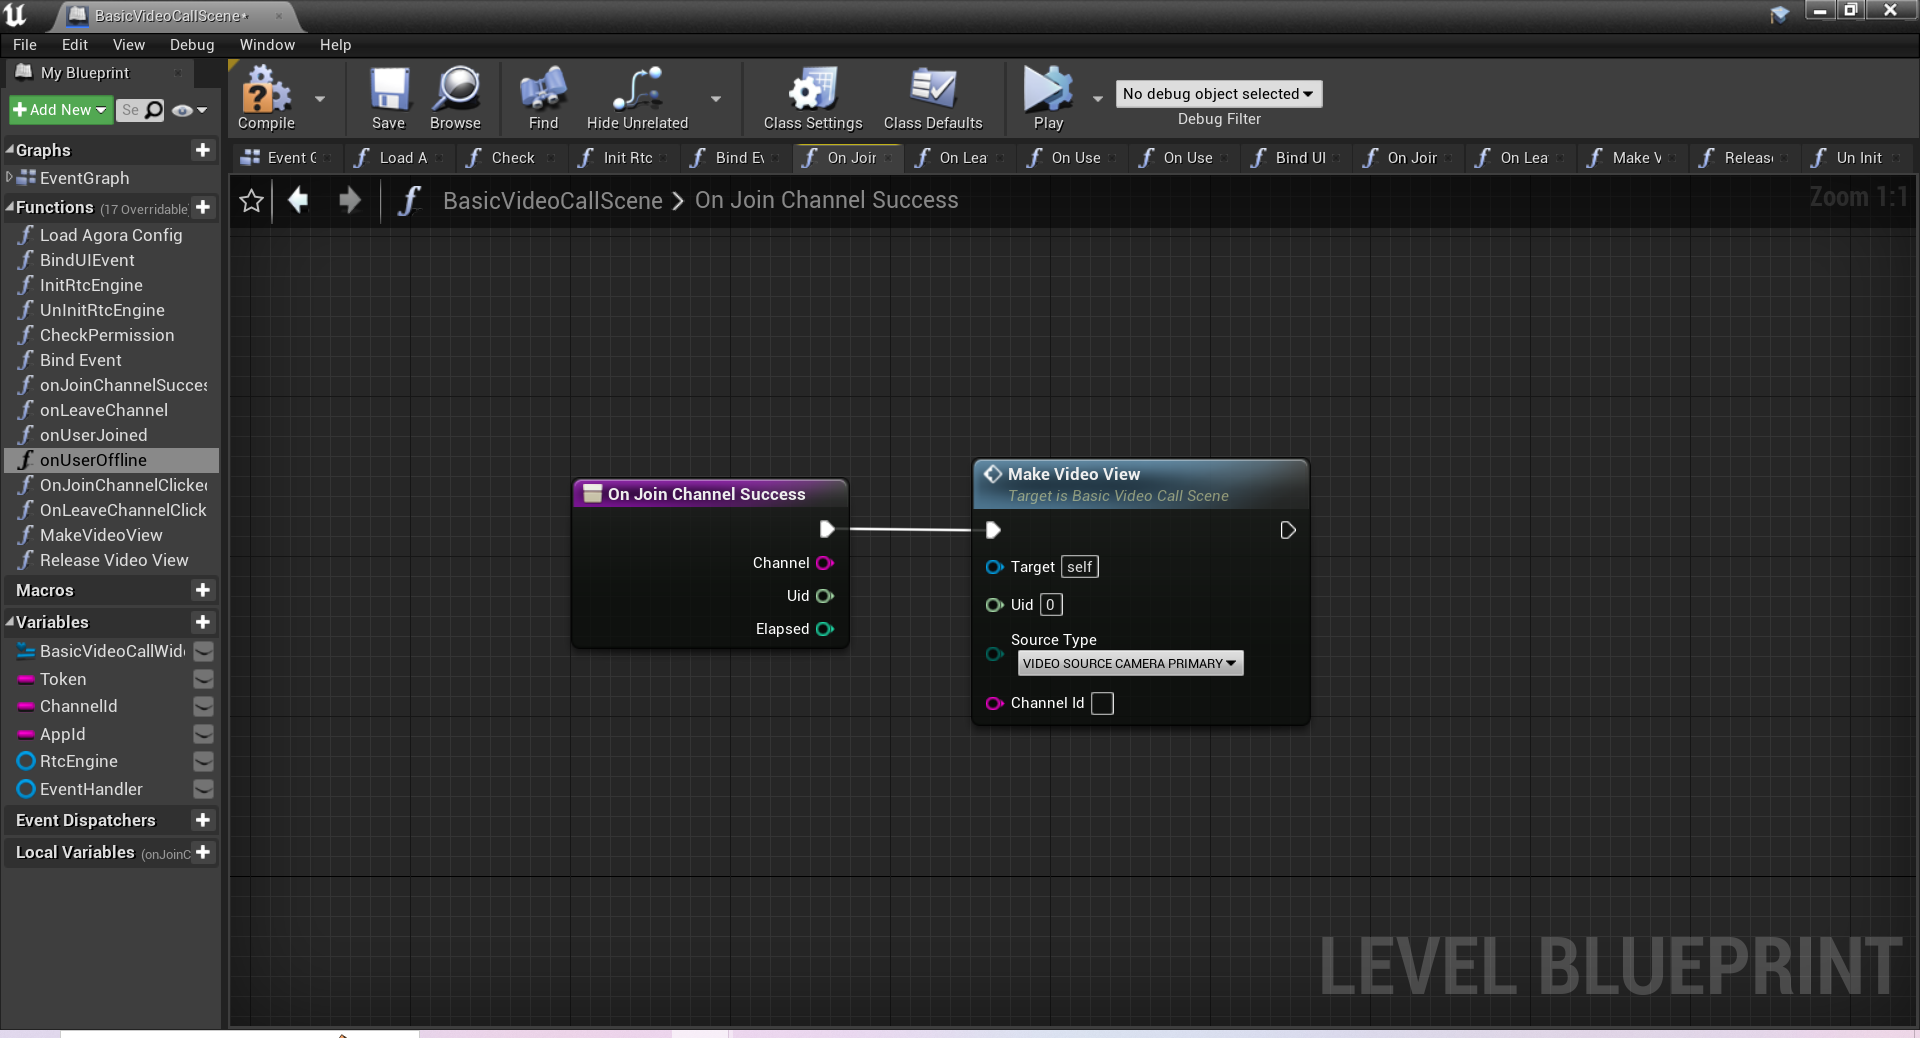 BasicVideoCallScene*
File Edit View Debug Window Help
My Blueprint
Add New
Se
Compile
Save
Browse
Find
Hide Unrelated
Class Settings
Class Defaults
Play
No debug object selected
Debug Filter
Event G
Load A
Check
Init Rtc
Bind Ev
On Join
On Lea
On Use
On Use
Bind UI
On Join
On Lea
Make V
Releas
Un Init
BasicVideoCallScene > On Join Channel Success
Zoom 1:1
Graphs
EventGraph
Functions (17 Overridable
Load Agora Config
BindUIEvent
InitRtcEngine
UnInitRtcEngine
CheckPermission
Bind Event
onJoinChannelSucces
onLeaveChannel
onUserJoined
onUserOffline
OnJoinChannelClicked
OnLeaveChannelClick
MakeVideoView
Release Video View
Macros
Variables
BasicVideoCallWid
Token
ChannelId
AppId
RtcEngine
EventHandler
Event Dispatchers
Local Variables (onJoinC
On Join Channel Success
Channel
Uid
Elapsed
Make Video View
Target is Basic Video Call Scene
Target self
Uid 0
Source Type
VIDEO SOURCE CAMERA PRIMARY
Channel Id
LEVEL BLUEPRINT